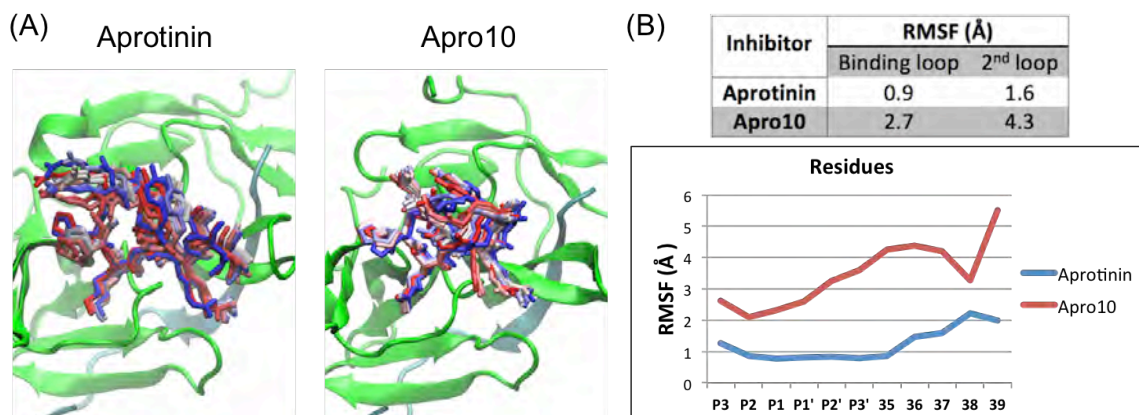 (A)
Aprotinin
Apro10
(B)
Inhibitor
RMSF (Å)
Binding loop 2nd loop
Aprotinin 0.9 1.6
Apro10 2.7 4.3
Residues
RMSF (Å )
6
5
4
3
2
1
0
P3 P2 P1 P1' P2' P3' 35 36 37 38 39
Aprotinin
Apro10